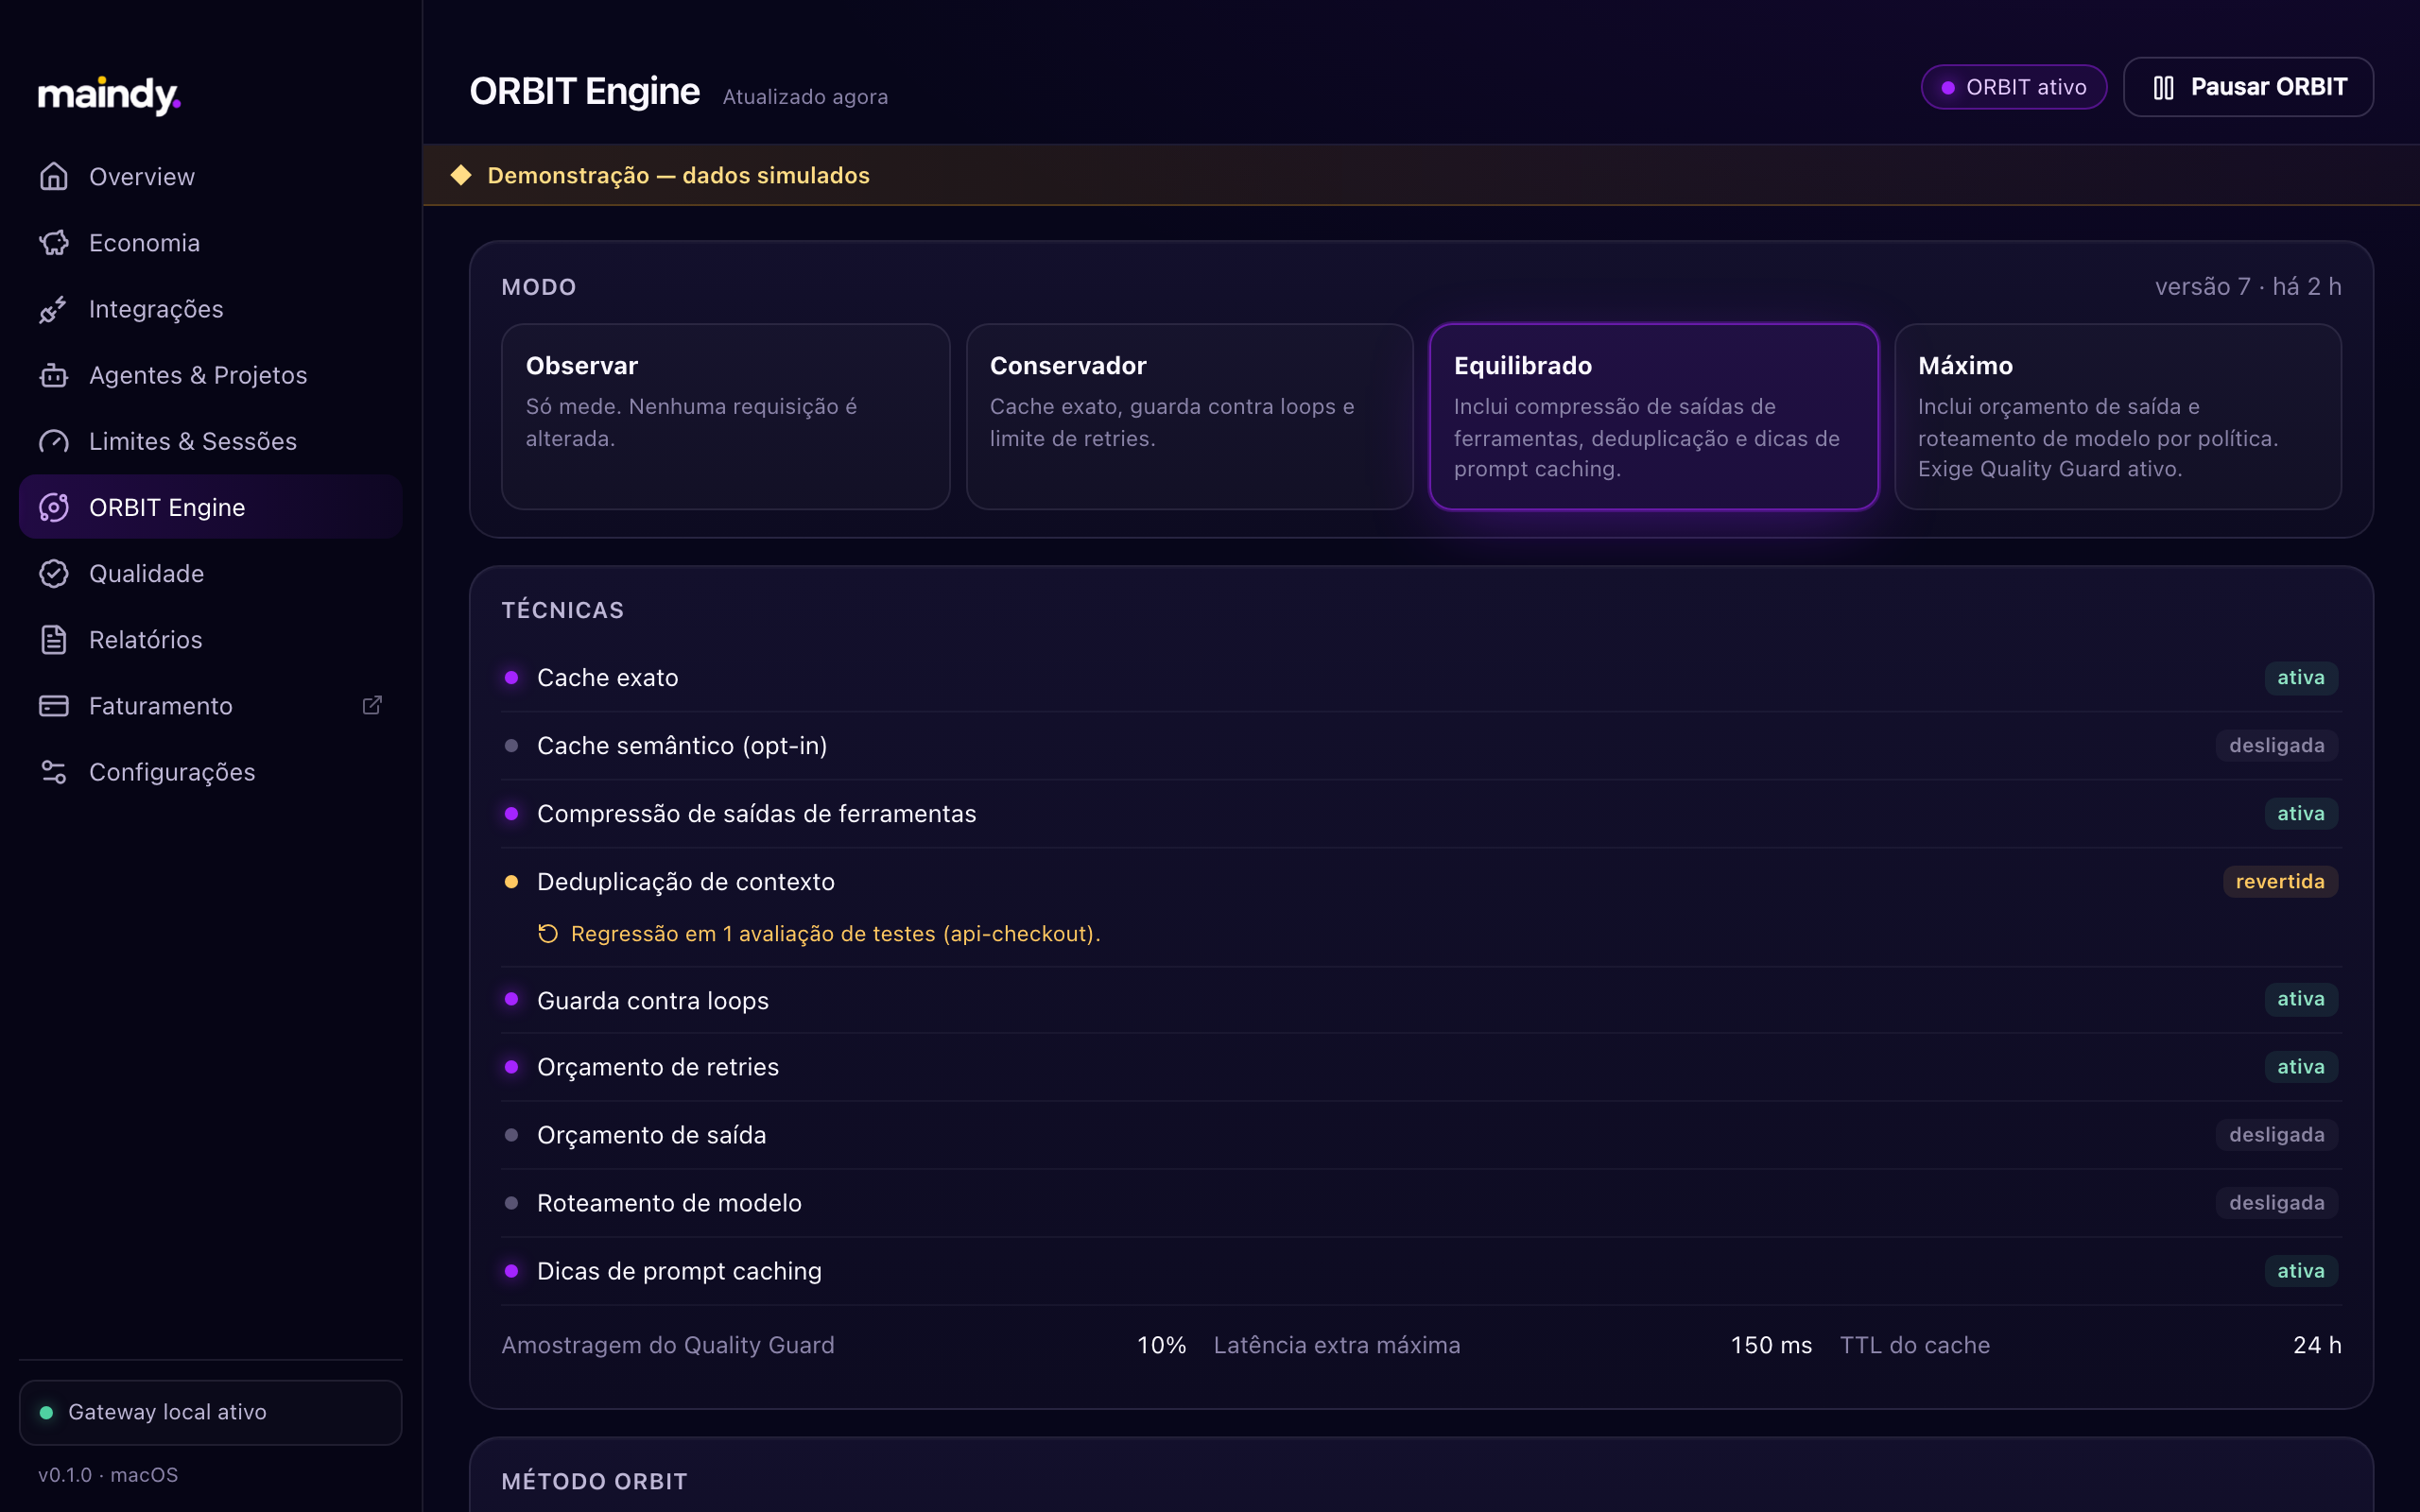 maindy.
Overview
Economia
Integrações
Agentes & Projetos
Limites & Sessões
ORBIT Engine
Qualidade
Relatórios
Faturamento
Configurações
Gateway local ativo
v0.1.0 · macOS
ORBIT Engine Atualizado agora
ORBIT ativo
Pausar ORBIT
Demonstração — dados simulados
MODO
versão 7 · há 2 h
Observar
Só mede. Nenhuma requisição é
alterada.
Conservador
Cache exato, guarda contra loops e
limite de retries.
Equilibrado
Inclui compressão de saídas de
ferramentas, deduplicação e dicas de
prompt caching.
Máximo
Inclui orçamento de saída e
roteamento de modelo por política.
Exige Quality Guard ativo.
TÉCNICAS
Cache exato ativa
Cache semântico (opt-in) desligada
Compressão de saídas de ferramentas ativa
Deduplicação de contexto revertida
Regressão em 1 avaliação de testes (api-checkout).
Guarda contra loops ativa
Orçamento de retries ativa
Orçamento de saída desligada
Roteamento de modelo desligada
Dicas de prompt caching ativa
Amostragem do Quality Guard 10% Latência extra máxima 150 ms TTL do cache 24 h
MÉTODO ORBIT